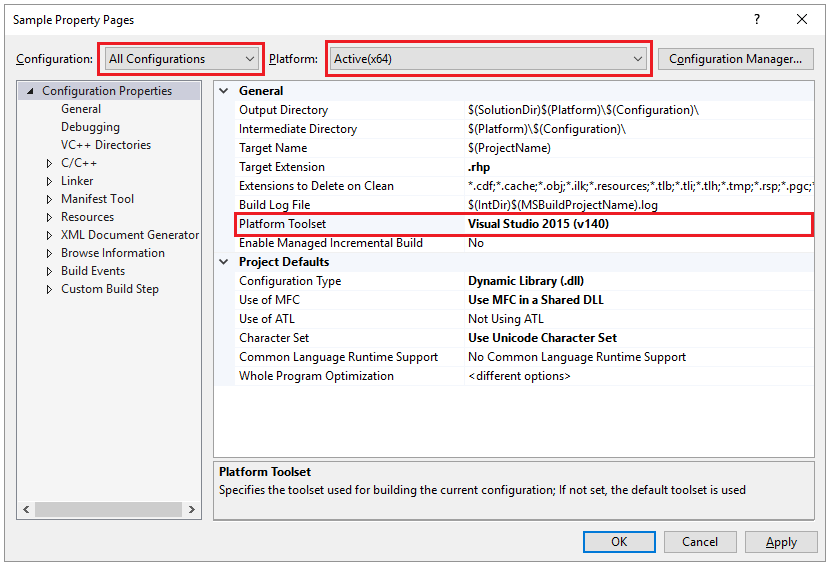 Sample Property Pages
?
Configuration: All Configurations Platform: Active(x64) Configuration Manager...
Configuration Properties
General
Debugging
VC++ Directories
C/C++
Linker
Manifest Tool
Resources
XML Document Generator
Browse Information
Build Events
Custom Build Step
General
Output Directory $(SolutionDir)$(Platform)\$(Configuration)\
Intermediate Directory $(Platform)\$(Configuration)\
Target Name $(ProjectName)
Target Extension .rhp
Extensions to Delete on Clean *.cdf;*.cache;*.obj;*.ilk;*.resources;*.tlb;*.tli;*.tlh;*.tmp;*.rsp;*.pgc;*
Build Log File $(IntDir)$(MSBuildProjectName).log
Platform Toolset Visual Studio 2015 (v140)
Enable Managed Incremental Build No
Project Defaults
Configuration Type Dynamic Library (.dll)
Use of MFC Use MFC in a Shared DLL
Use of ATL Not Using ATL
Character Set Use Unicode Character Set
Common Language Runtime Support No Common Language Runtime Support
Whole Program Optimization <different options>
Platform Toolset
Specifies the toolset used for building the current configuration; If not set, the default toolset is used
OK Cancel Apply